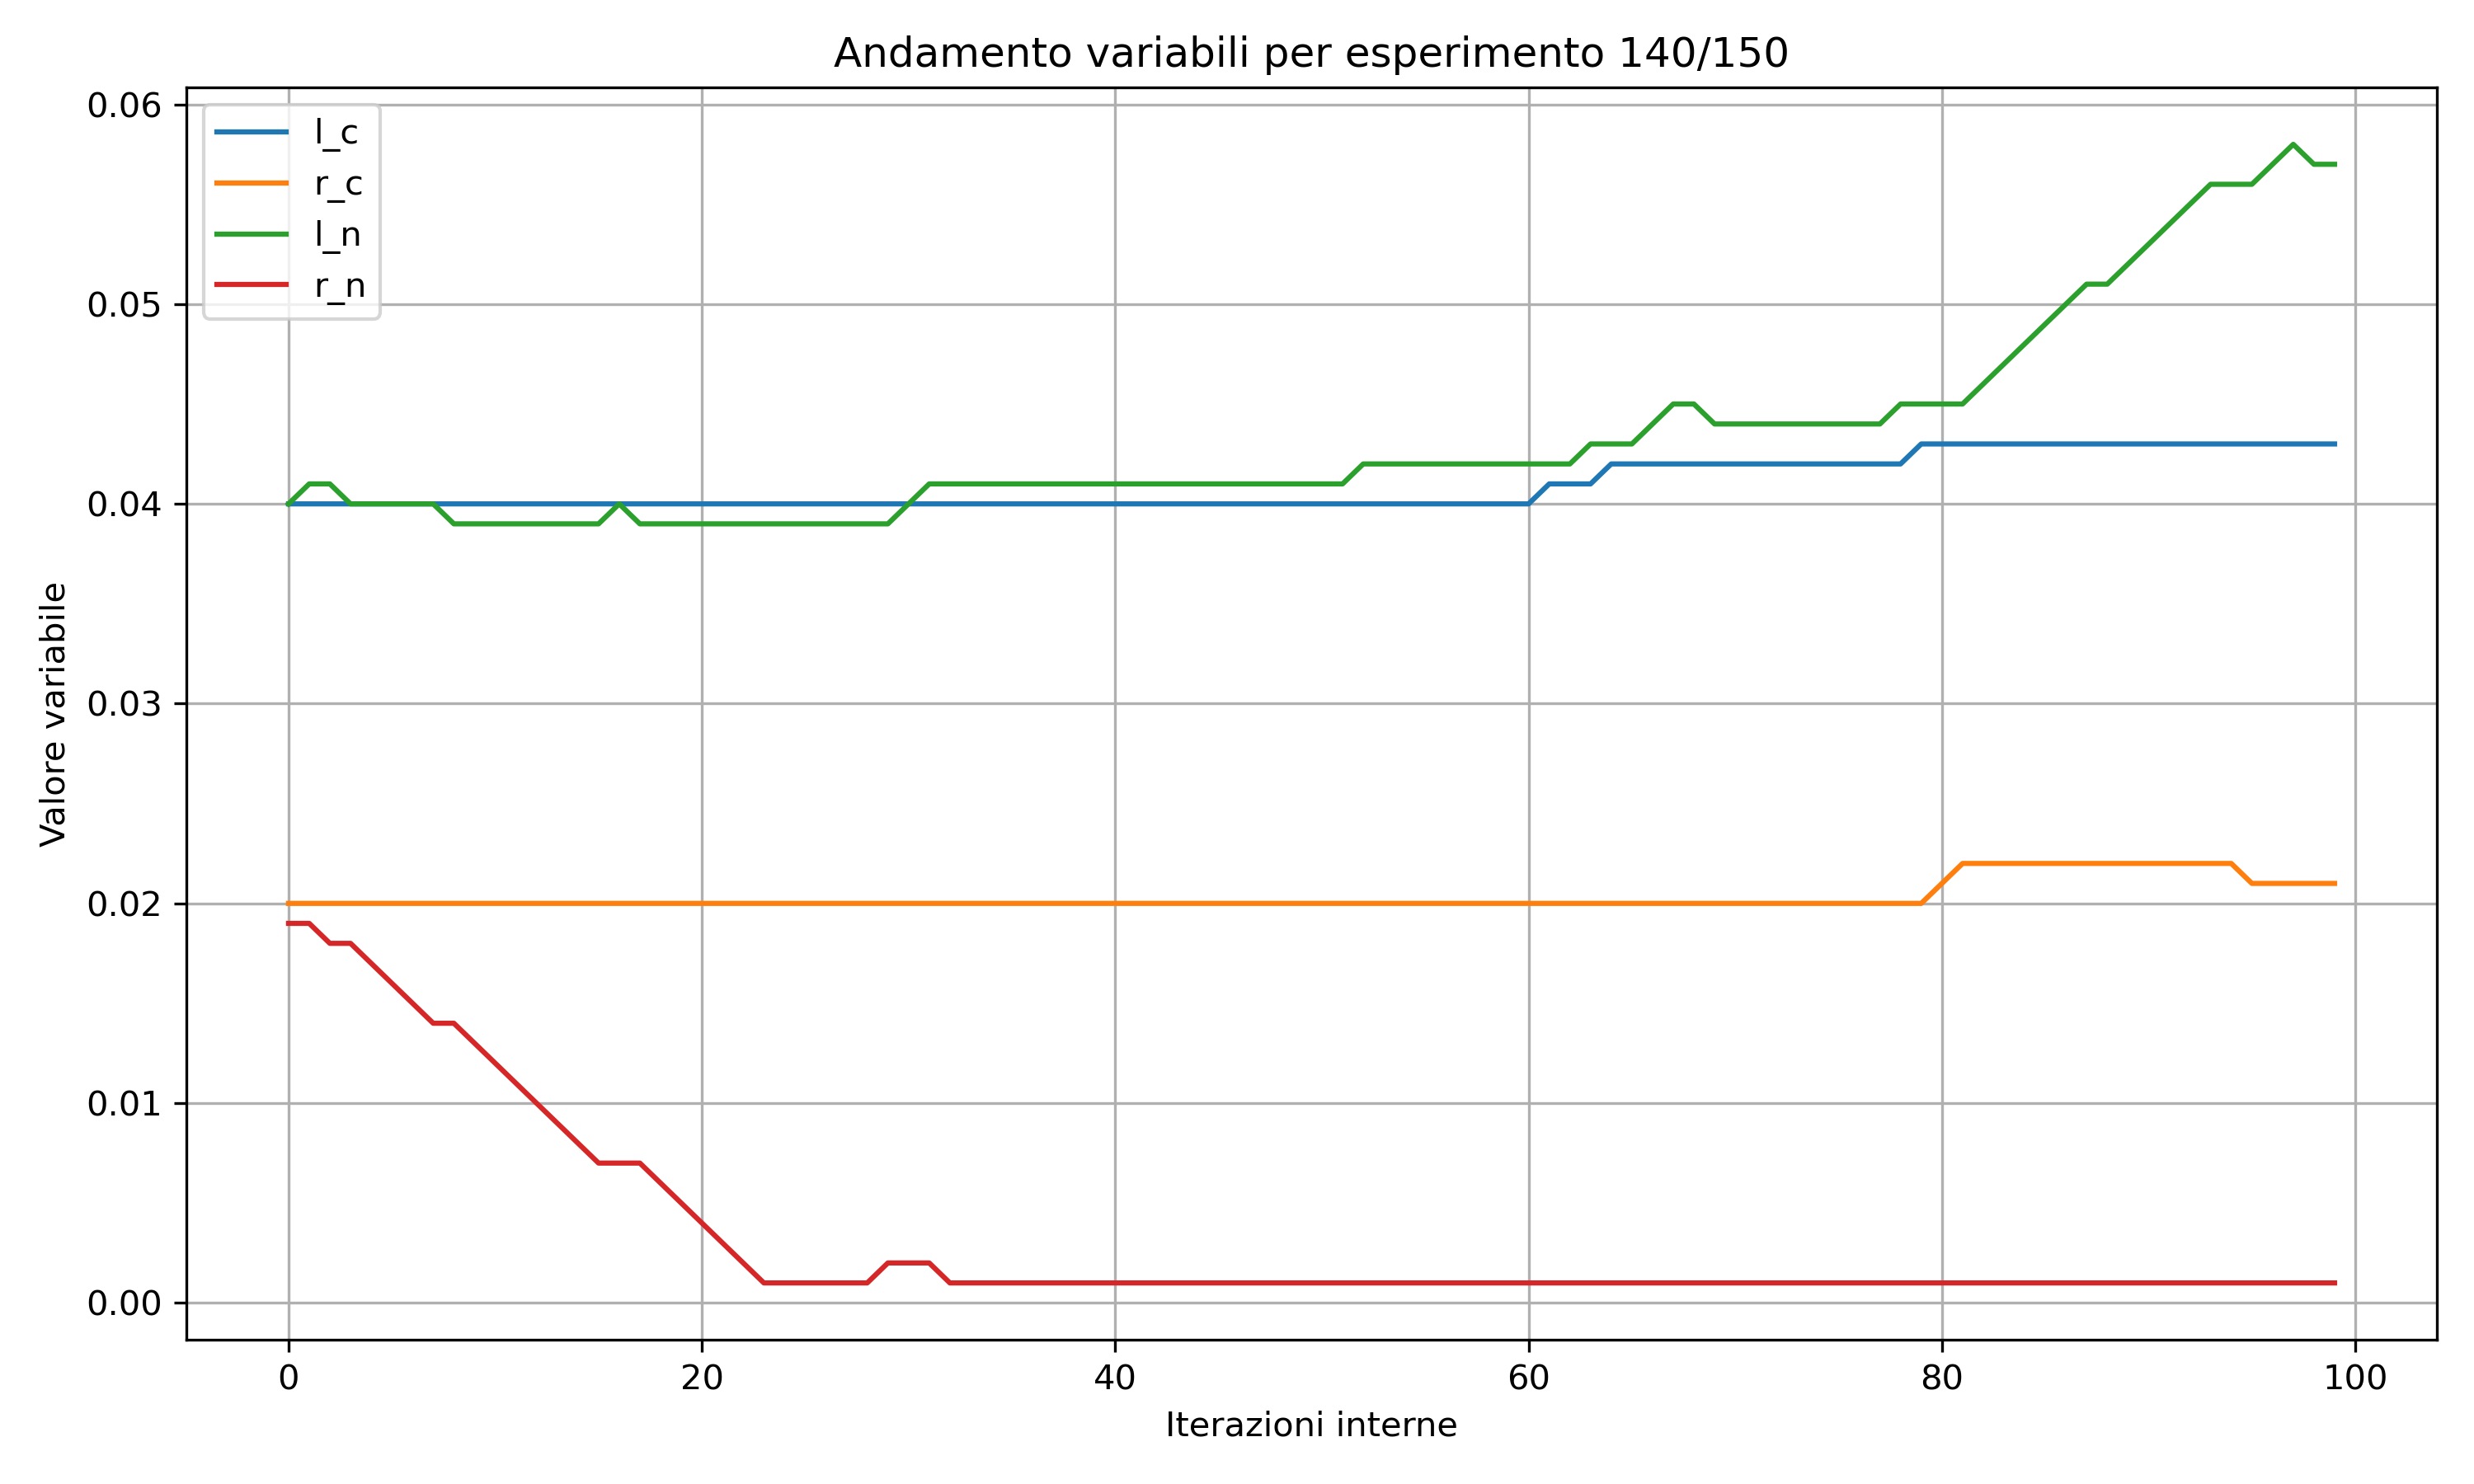 Andamento variabili per esperimento 140/150
l_c
r_c
l_n
r_n
Valore variabile
0.06
0.05
0.04
0.03
0.02
0.01
0.00
0 20 40 60 80 100
Iterazioni interne